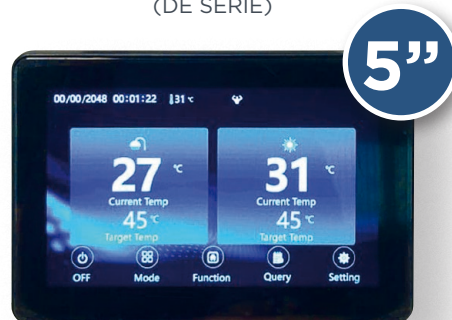 (DE SERIE)
5”
00/00/2048 00:01:22 31 ℃
27 ℃
Current Temp
45 ℃
Target Temp
31 ℃
Current Temp
45 ℃
Target Temp
OFF
Mode
Function
Query
Setting